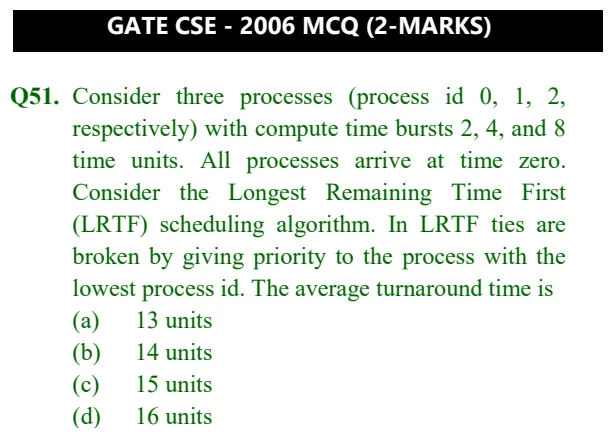 GATE CSE - 2006 MCQ (2-MARKS)
Q51. Consider three processes (process id 0, 1, 2,
respectively) with compute time bursts 2, 4, and 8
time units. All processes arrive at time zero.
Consider the Longest Remaining Time First
(LRTF) scheduling algorithm. In LRTF ties are
broken by giving priority to the process with the
lowest process id. The average turnaround time is
(a) 13 units
(b) 14 units
(c) 15 units
(d) 16 units